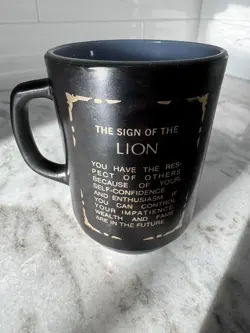 THE SIGN OF THE
LION
YOU HAVE THE RES-
PECT OF OTHERS
BECAUSE OF YOUR
SELF-CONFIDENCE
AND ENTHUSIASM. IF
YOU CAN CONTROL
YOUR IMPATIENCE,
WEALTH AND FAME
ARE IN THE FUTURE.